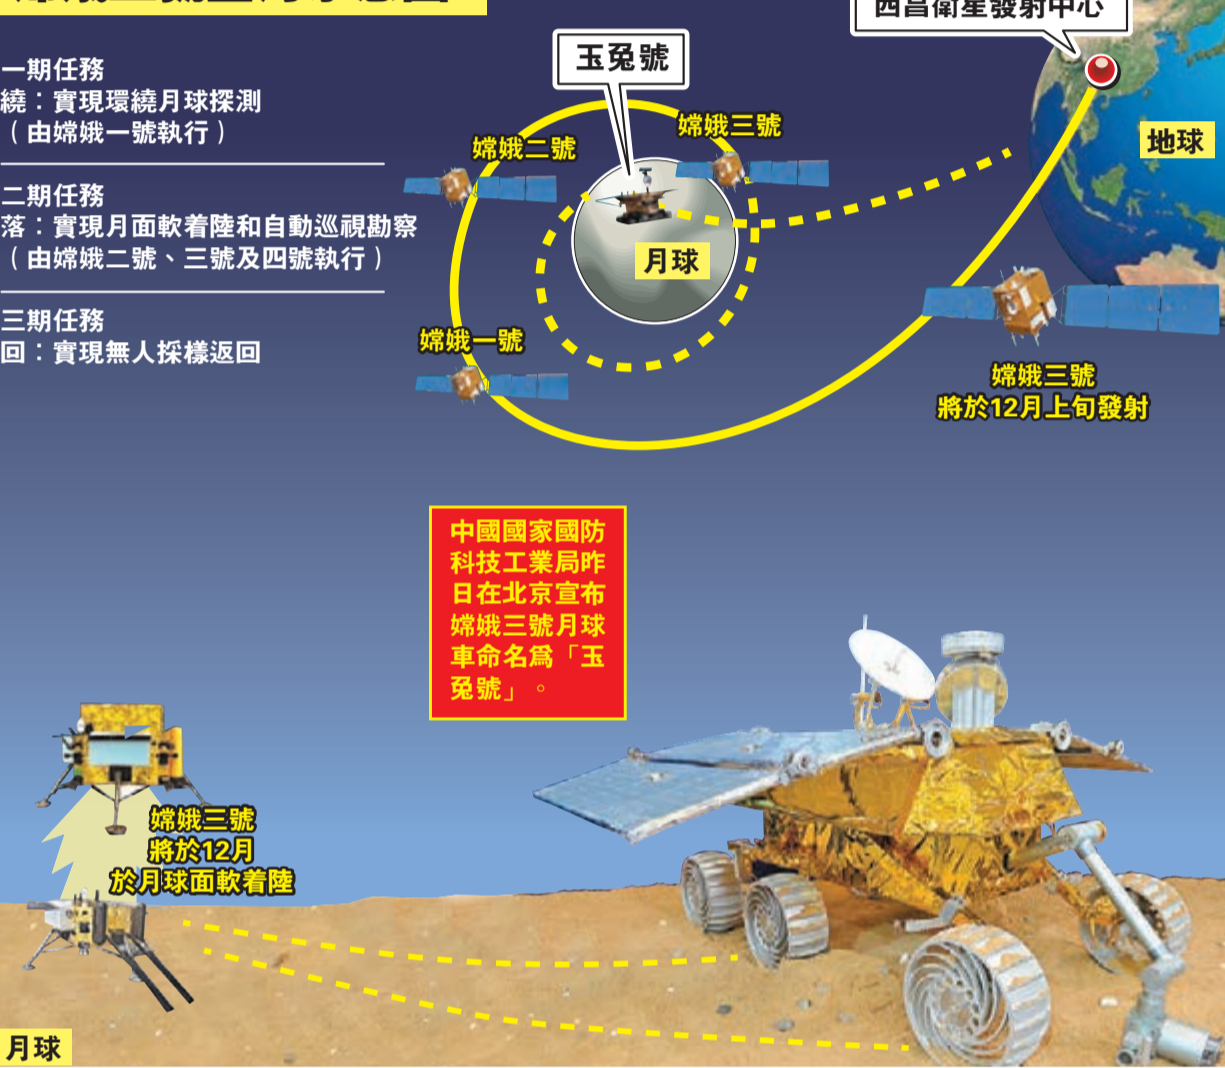 西昌衛星發射中心
一期任務
繞：實現環繞月球探測
（由嫦娥一號執行）
二期任務
落：實現月面軟着陸和自動巡視勘察
（由嫦娥二號、三號及四號執行）
三期任務
回：實現無人採樣返回
玉兔號
嫦娥二號
嫦娥三號
地球
月球
嫦娥一號
嫦娥三號
將於12月上旬發射
中國國家國防
科技工業局昨
日在北京宣布
嫦娥三號月球
車命名爲「玉
兔號」。
嫦娥三號
將於12月
於月球面軟着陸
月球